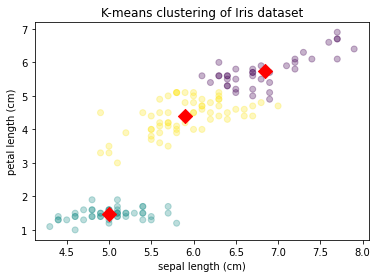 K-means clustering of Iris dataset
petal length (cm)
7
6
5
4
3
2
1
4.5 5.0 5.5 6.0 6.5 7.0 7.5 8.0
sepal length (cm)